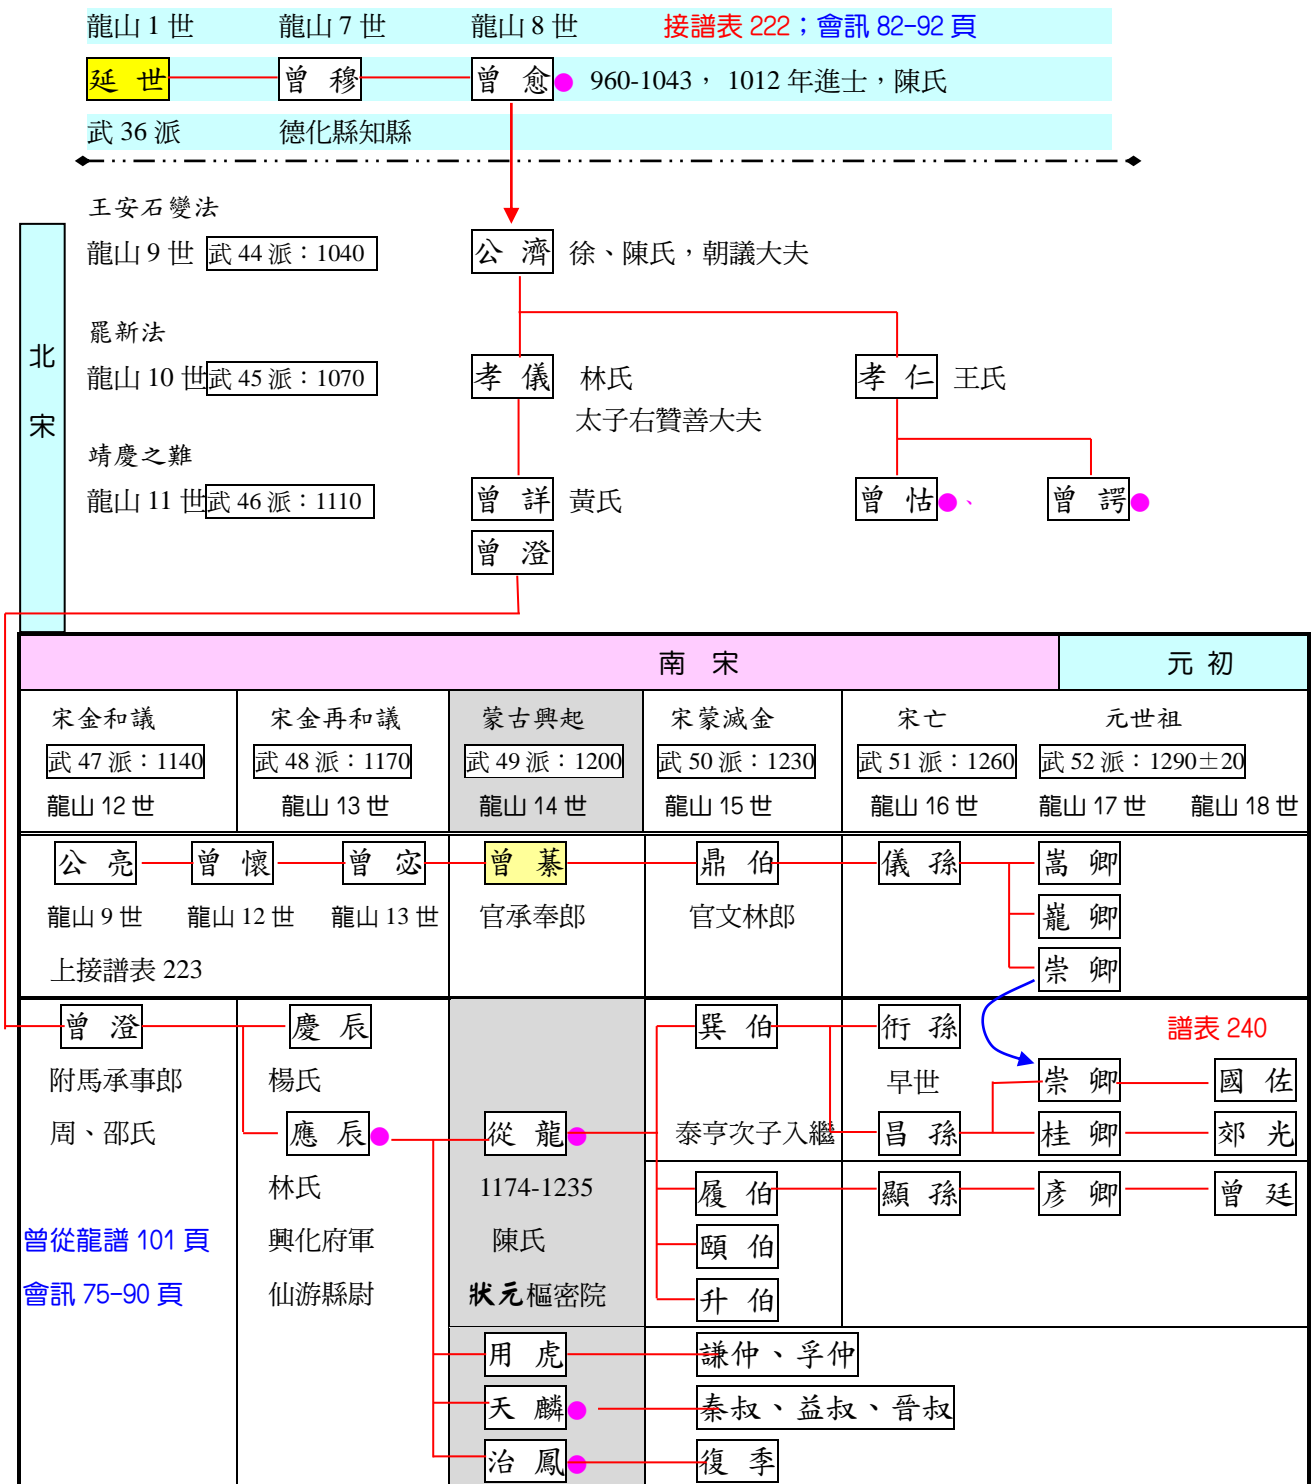 龍山 1 世 龍山 7 世 龍山 8 世 接譜表 222；會訊 82-92 頁
延 世 曾 穆 曾 愈 960-1043， 1012 年進士，陳氏
武 36 派 德化縣知縣
王安石變法
龍山 9 世 武 44 派：1040 公 濟 徐、陳氏，朝議大夫
罷新法
龍山 10 世 武 45 派：1070 孝 儀 林氏 孝 仁 王氏
太子右贊善大夫
北宋
靖慶之難
龍山 11 世 武 46 派：1110 曾 詳 黃氏 曾 怙 、 曾 諤
曾 澄
南 宋 元 初
宋金和議 宋金再和議 蒙古興起 宋蒙滅金 宋亡 元世祖
武 47 派：1140 武 48 派：1170 武 49 派：1200 武 50 派：1230 武 51 派：1260 武 52 派：1290±20
龍山 12 世 龍山 13 世 龍山 14 世 龍山 15 世 龍山 16 世 龍山 17 世 龍山 18 世
公 亮 曾 懷 曾 宓 曾 綦 鼎 伯 儀 孫 嵩 卿
龍山 9 世 龍山 12 世 龍山 13 世 官承奉郎 官文林郎 巃 卿
上接譜表 223 崇 卿
曾 澄 慶 辰 巽 伯 衎 孫 譜表 240
附馬承事郎 楊氏 早世 崇 卿 國 佐
周、邵氏 應 辰 從 龍 泰亨次子入繼 昌 孫 桂 卿 郊 光
林氏 1174-1235 履 伯 顯 孫 彥 卿 曾 廷
曾從龍譜 101 頁 興化府軍 陳氏 頤 伯
會訊 75-90 頁 仙游縣尉 狀元樞密院 升 伯
用 虎 謙仲、孚仲
天 麟 秦叔、益叔、晉叔
治 鳳 復 季